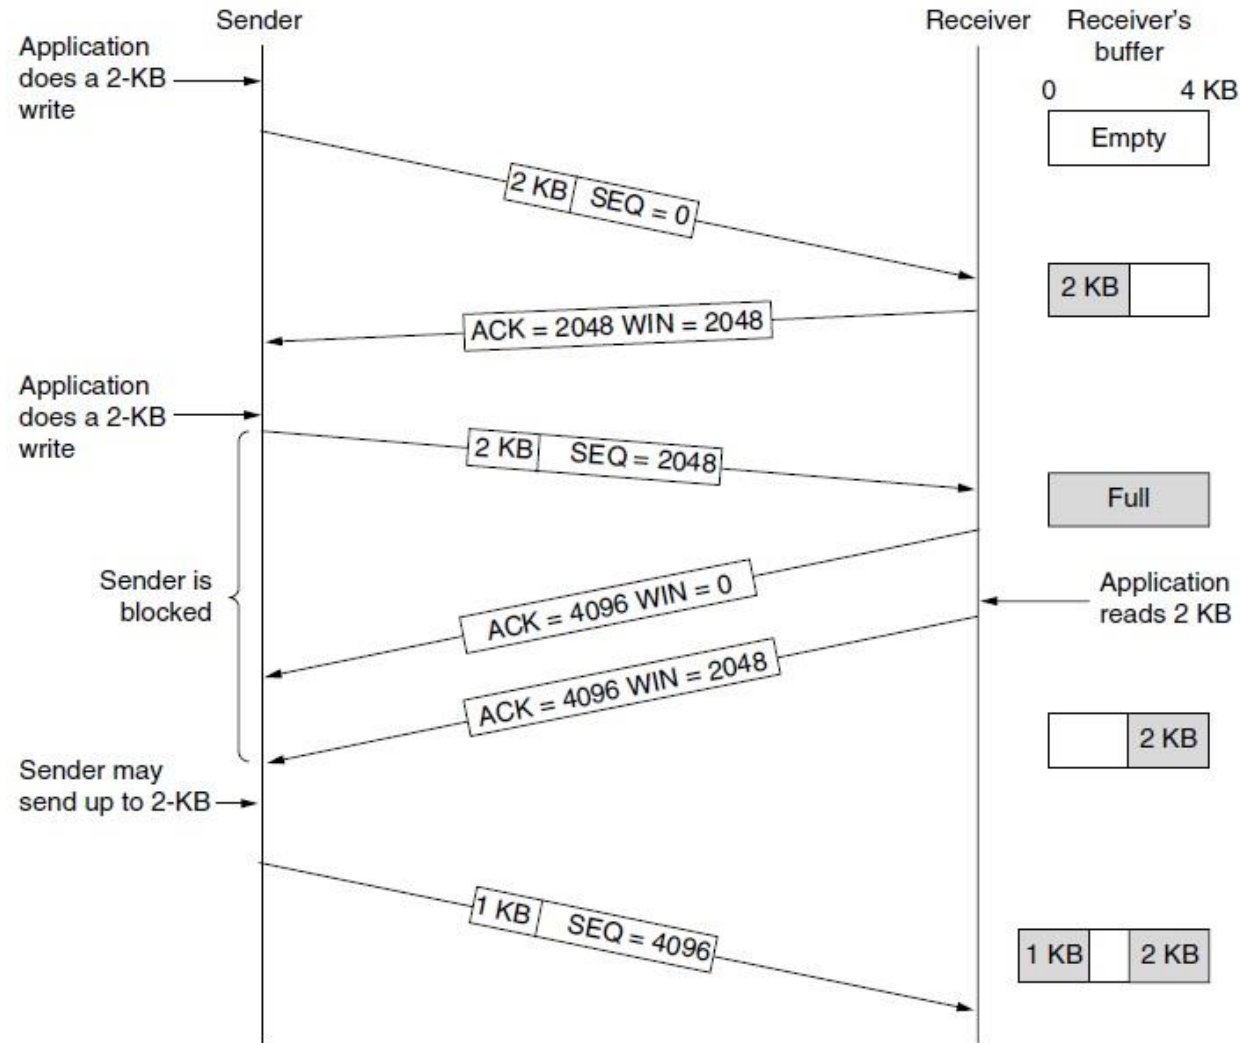 Sender
Receiver
Receiver's
buffer
Application
does a 2-KB
write
0
4 KB
Empty
2 KB
SEQ = 0
2 KB
ACK = 2048 WIN = 2048
Application
does a 2-KB
write
2 KB
SEQ = 2048
Full
Sender is
blocked
ACK = 4096 WIN = 0
Application
reads 2 KB
ACK = 4096 WIN = 2048
2 KB
Sender may
send up to 2-KB
1 KB
SEQ = 4096
1 KB
2 KB